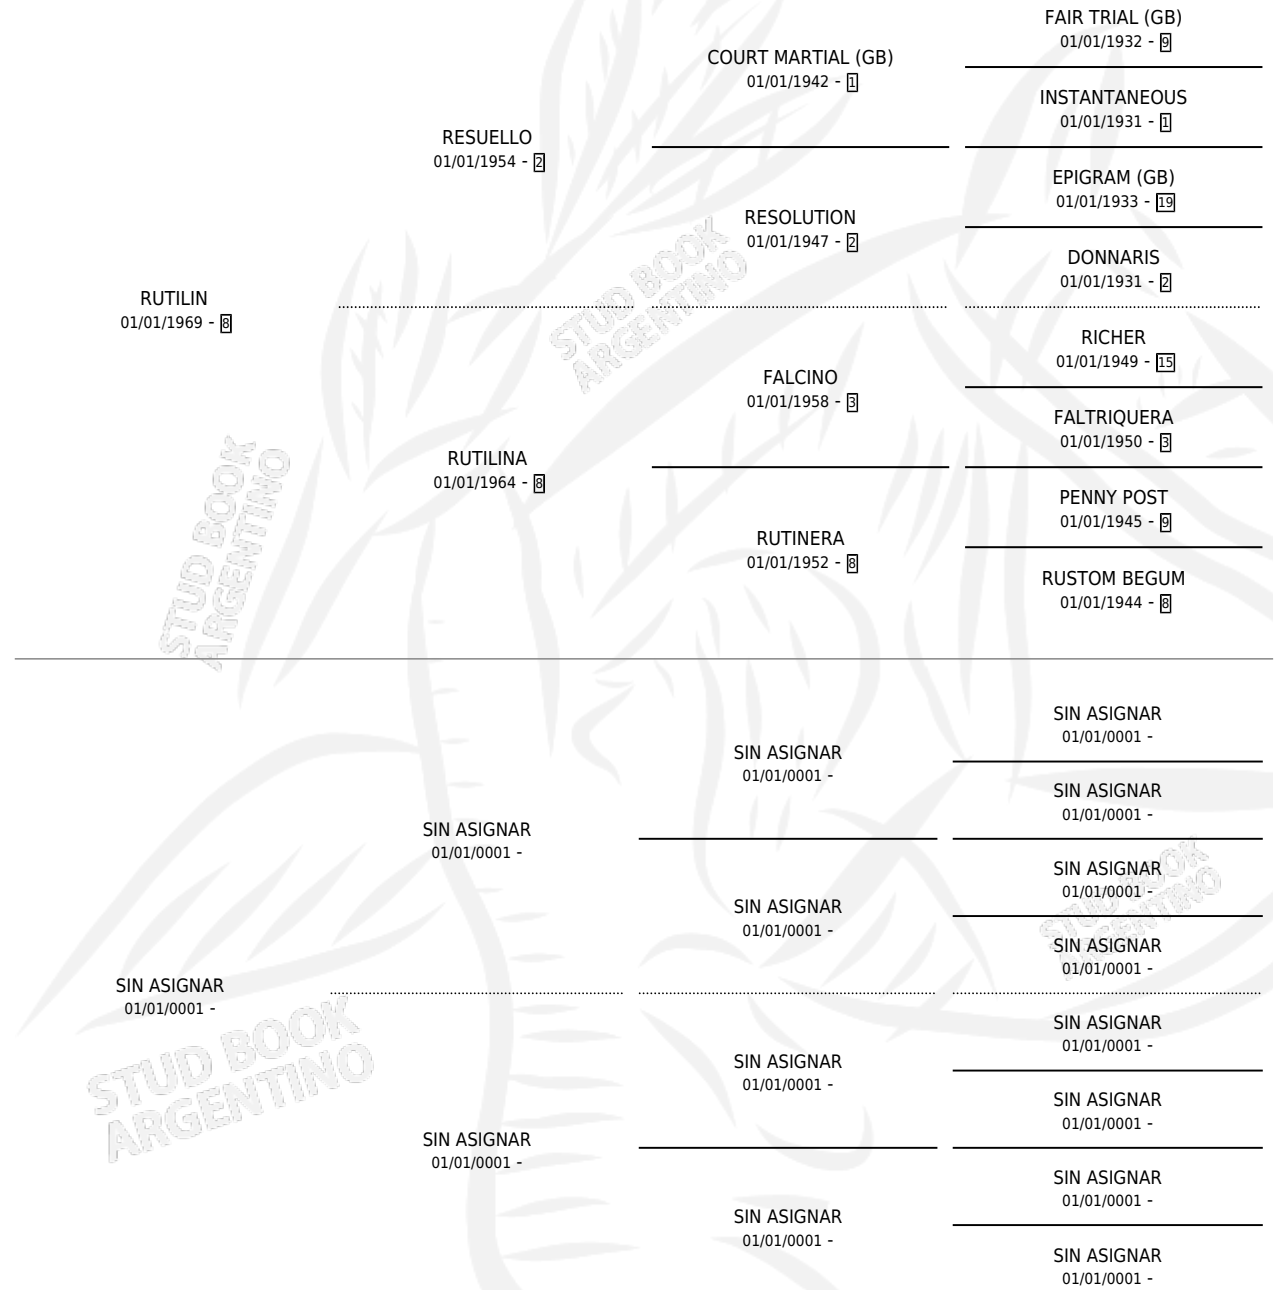 FAIR TRIAL (GB)
01/01/1932 - 9
COURT MARTIAL (GB)
01/01/1942 - 1
INSTANTANEOUS
01/01/1931 - 1
RESUELLO
01/01/1954 - 2
EPIGRAM (GB)
01/01/1933 - 19
RESOLUTION
01/01/1947 - 2
DONNARIS
01/01/1931 - 2
RUTILIN
01/01/1969 - 8
RICHER
01/01/1949 - 15
FALCINO
01/01/1958 - 3
FALTRIQUERA
01/01/1950 - 3
RUTILINA
01/01/1964 - 8
PENNY POST
01/01/1945 - 9
RUTINERA
01/01/1952 - 8
RUSTOM BEGUM
01/01/1944 - 8
STUD BOOK
ARGENTINO
STUD BOOK
ARGENTINO
SIN ASIGNAR
01/01/0001 -
SIN ASIGNAR
01/01/0001 -
SIN ASIGNAR
01/01/0001 -
SIN ASIGNAR
01/01/0001 -
SIN ASIGNAR
01/01/0001 -
SIN ASIGNAR
01/01/0001 -
SIN ASIGNAR
01/01/0001 -
SIN ASIGNAR
01/01/0001 -
SIN ASIGNAR
01/01/0001 -
SIN ASIGNAR
01/01/0001 -
SIN ASIGNAR
01/01/0001 -
SIN ASIGNAR
01/01/0001 -
SIN ASIGNAR
01/01/0001 -
SIN ASIGNAR
01/01/0001 -
SIN ASIGNAR
01/01/0001 -
STUD BOOK
ARGENTINO
STUD BOOK
ARGENTINO